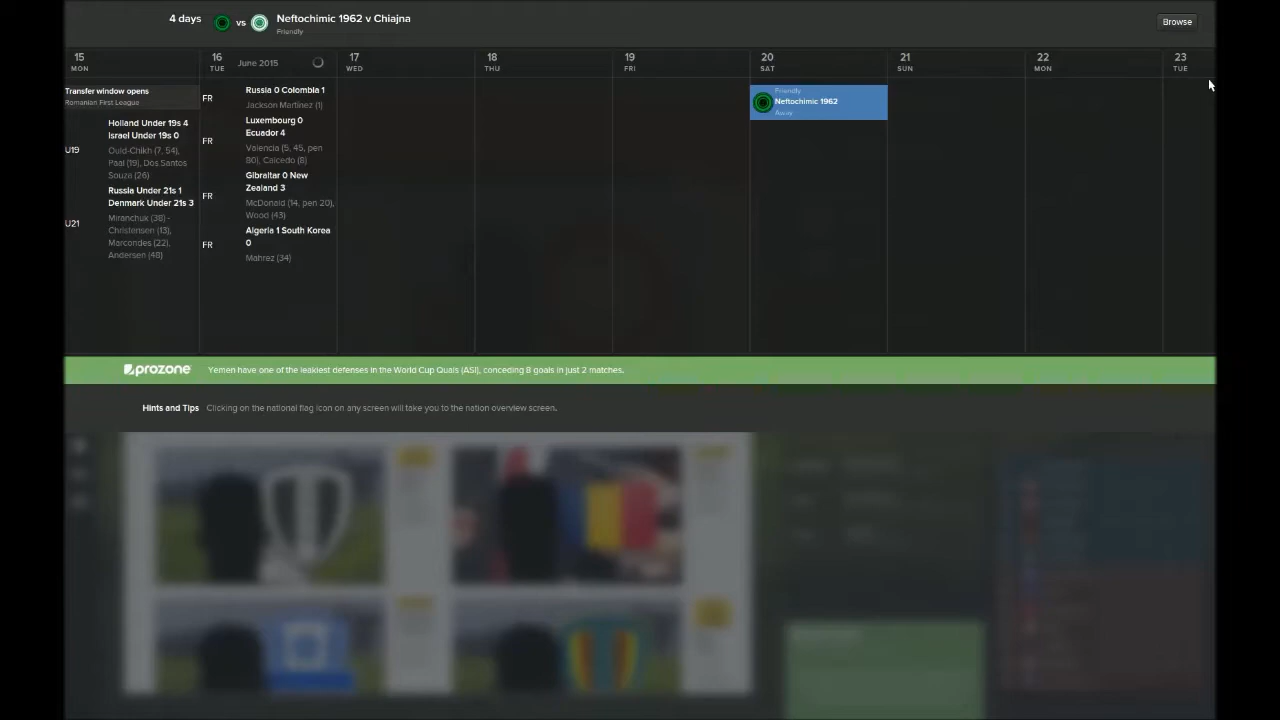 4 days
vs
Neftochimic 1962 v Chiajna
Friendly
Browse
15
MON
16
TUE
June 2015
17
WED
18
THU
19
FRI
20
SAT
21
SUN
22
MON
23
TUE
Transfer window opens
Romanian First League
U19
Holland Under 19s 4
Israel Under 19s 0
Ould-Chikh (7, 54),
Paal (19), Dos Santos
Souza (26)
U21
Russia Under 21s 1
Denmark Under 21s 3
Miranchuk (38) -
Christensen (13),
Marcondes (22),
Andersen (48)
FR
Russia 0 Colombia 1
Jackson Martínez (1)
FR
Luxembourg 0
Ecuador 4
Valencia (5, 45, pen
80), Caicedo (8)
FR
Gibraltar 0 New
Zealand 3
McDonald (14, pen 20),
Wood (43)
FR
Algeria 1 South Korea
0
Mahrez (34)
Friendly
Neftochimic 1962
Away
prozone
Yemen have one of the leakiest defenses in the World Cup Quals (ASI), conceding 8 goals in just 2 matches.
Hints and Tips Clicking on the national flag icon on any screen will take you to the nation overview screen.